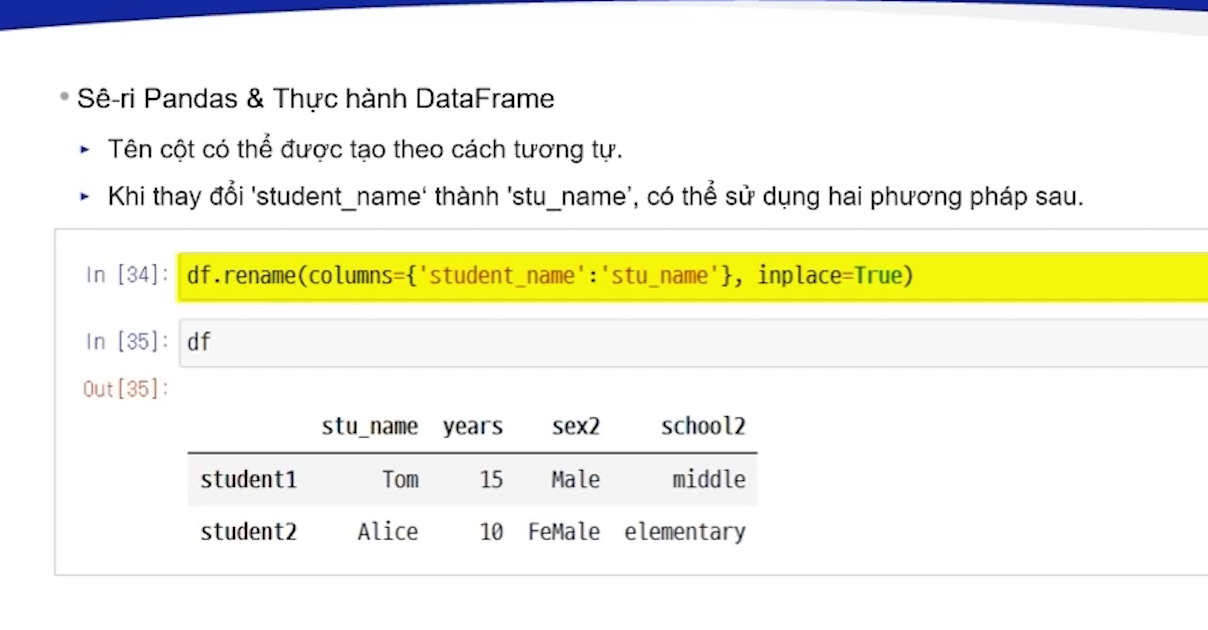 • Sê-ri Pandas & Thực hành DataFrame
► Tên cột có thể được tạo theo cách tương tự.
► Khi thay đổi 'student_name‘ thành 'stu_name’, có thể sử dụng hai phương pháp sau.
In [34]: df.rename(columns={'student_name':'stu_name'}, inplace=True)
In [35]: df
Out[35]:
stu_name years sex2 school2
student1 Tom 15 Male middle
student2 Alice 10 FeMale elementary